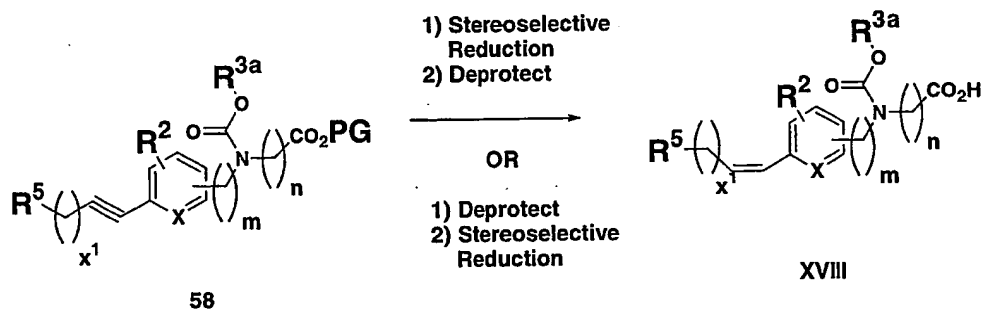 1) Stereoselective
Reduction
2) Deprotect
OR
1) Deprotect
2) Stereoselective
Reduction
R3a
O
O
R2
N
CO2PG
n
m
X
R5
x1
58
R3a
O
O
R2
N
CO2H
n
m
X
R5
x1
XVIII